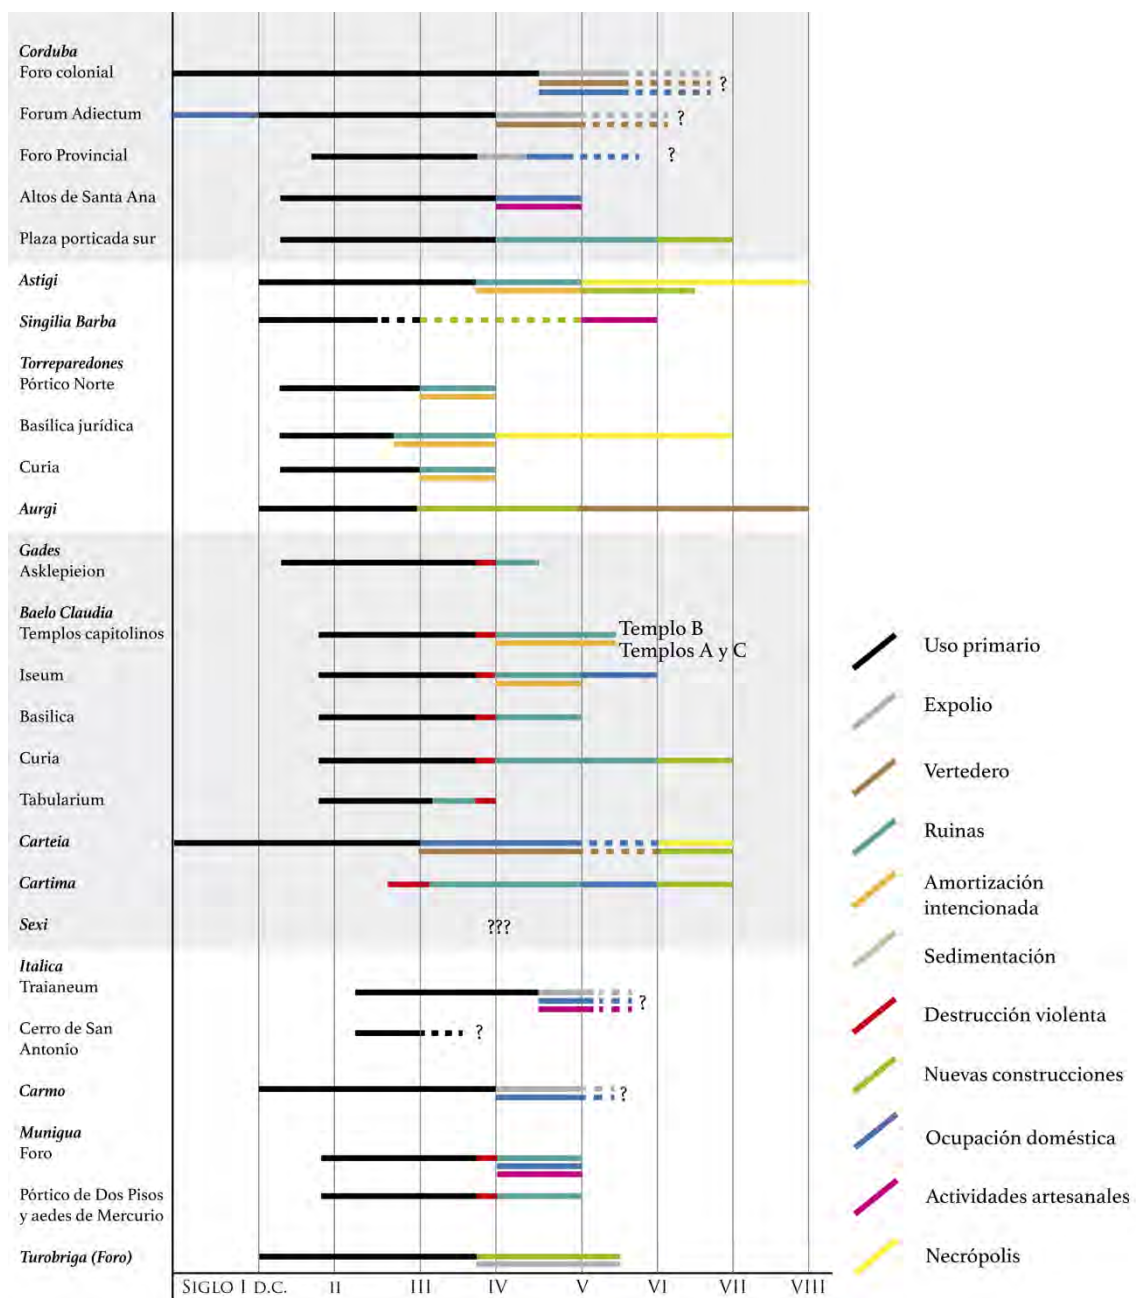 Corduba
Foro colonial
?
Forum Adiectum
?
Foro Provincial
?
Altos de Santa Ana
Plaza porticada sur
Astigi
Singilia Barba
Torreparedones
Pórtico Norte
Basílica jurídica
Curia
Aurgi
Gades
Asklepieion
Baelo Claudia
Templos capitolinos
Templo B
Templos A y C
Iseum
Basilica
Curia
Tabularium
Carteia
Cartima
Sexi
???
Italica
Traianeum
?
Cerro de San
Antonio
?
Carmo
?
Munigua
Foro
Pórtico de Dos Pisos
y aedes de Mercurio
Turobriga (Foro)
SIGLO I D.C.
II
III
IV
V
VI
VII
VIII
Uso primario
Expolio
Vertedero
Ruinas
Amortización
intencionada
Sedimentación
Destrucción violenta
Nuevas construcciones
Ocupación doméstica
Actividades artesanales
Necrópolis